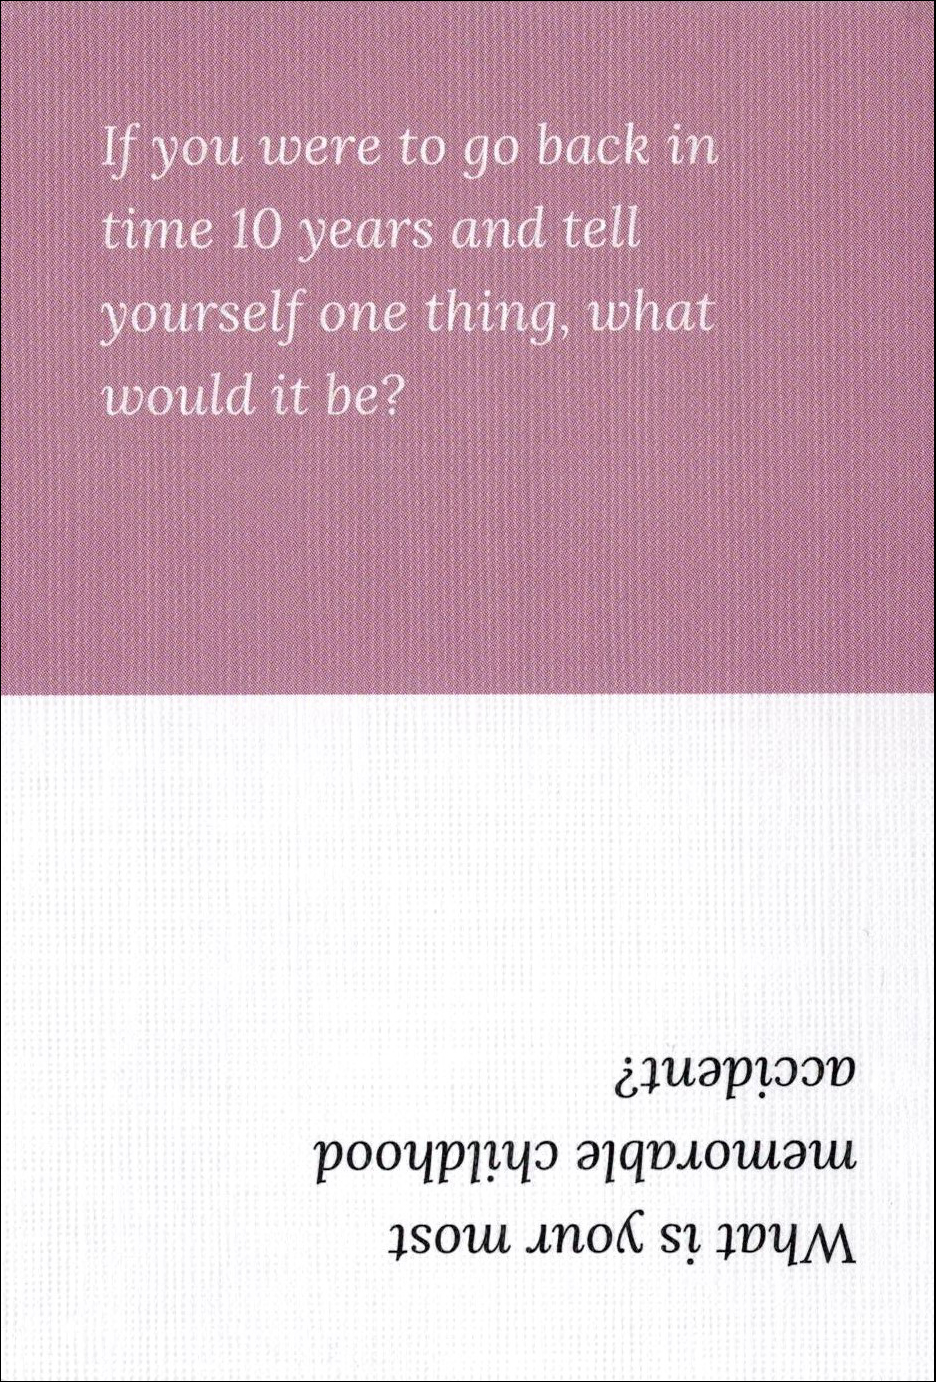 If you were to go back in
time 10 years and tell
yourself one thing, what
would it be?
What is your most
memorable childhood
accident?